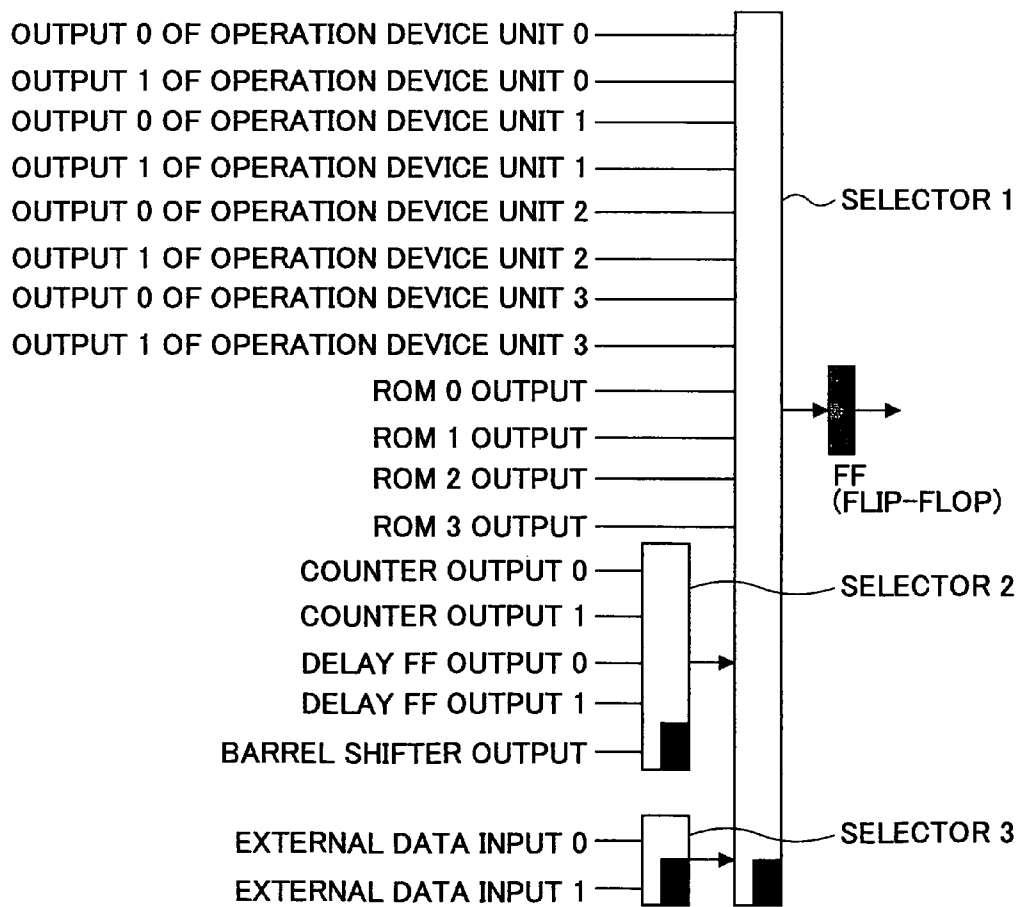 OUTPUT 0 OF OPERATION DEVICE UNIT 0
OUTPUT 1 OF OPERATION DEVICE UNIT 0
OUTPUT 0 OF OPERATION DEVICE UNIT 1
OUTPUT 1 OF OPERATION DEVICE UNIT 1
SELECTOR 1
OUTPUT 0 OF OPERATION DEVICE UNIT 2
OUTPUT 1 OF OPERATION DEVICE UNIT 2
OUTPUT 0 OF OPERATION DEVICE UNIT 3
OUTPUT 1 OF OPERATION DEVICE UNIT 3
ROM 0 OUTPUT
ROM 1 OUTPUT
ROM 2 OUTPUT
FF
(FLIP-FLOP)
ROM 3 OUTPUT
COUNTER OUTPUT 0
SELECTOR 2
COUNTER OUTPUT 1
DELAY FF OUTPUT 0
DELAY FF OUTPUT 1
BARREL SHIFTER OUTPUT
EXTERNAL DATA INPUT 0
SELECTOR 3
EXTERNAL DATA INPUT 1